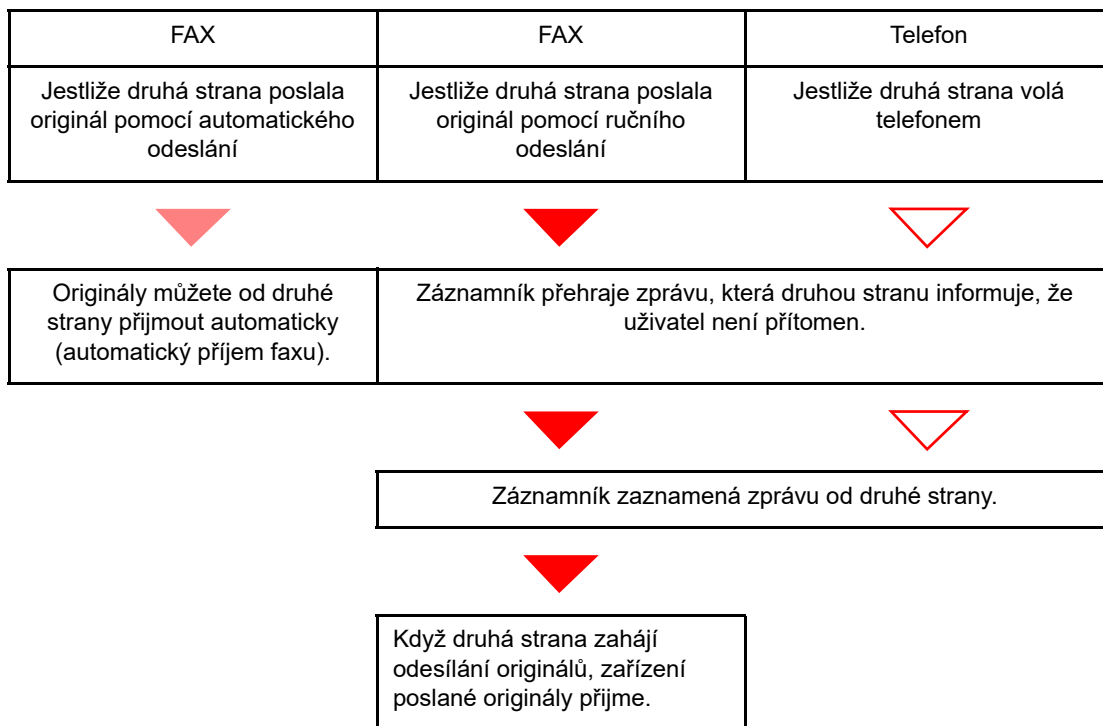 FAX
FAX
Telefon
Jestliže druhá strana poslala
originál pomocí automatického
odeslání
Jestliže druhá strana poslala
originál pomocí ručního
odeslání
Jestliže druhá strana volá
telefonem
Originály můžete od druhé
strany přijmout automaticky
(automatický příjem faxu).
Záznamník přehraje zprávu, která druhou stranu informuje, že
uživatel není přítomen.
Záznamník zaznamená zprávu od druhé strany.
Když druhá strana zahájí
odesílání originálů, zařízení
poslané originály přijme.